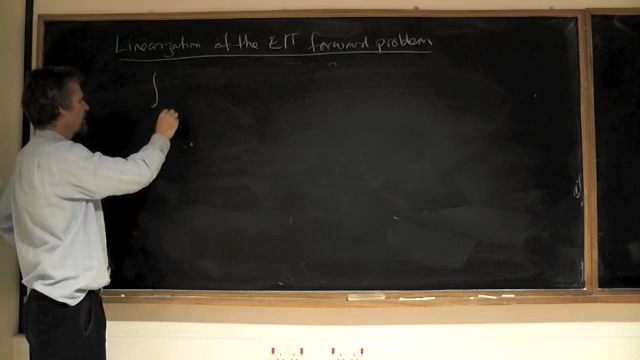 Linearization of the EIT forward problem
∫